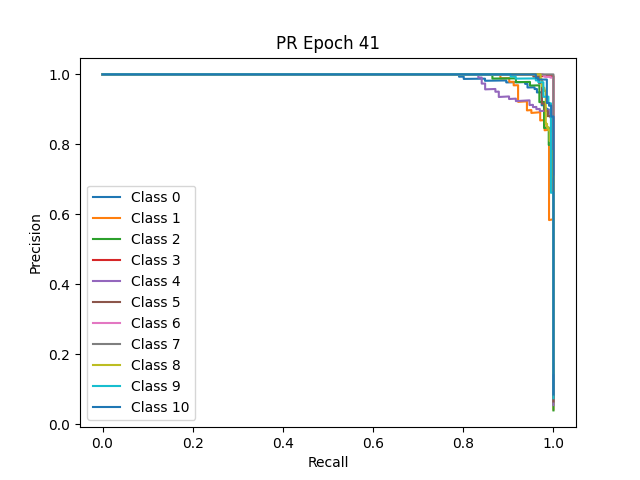 PR Epoch 41
1.0
0.8
0.6
0.4
0.2
0.0
Precision
Class 0
Class 1
Class 2
Class 3
Class 4
Class 5
Class 6
Class 7
Class 8
Class 9
Class 10
0.0 0.2 0.4 0.6 0.8 1.0
Recall